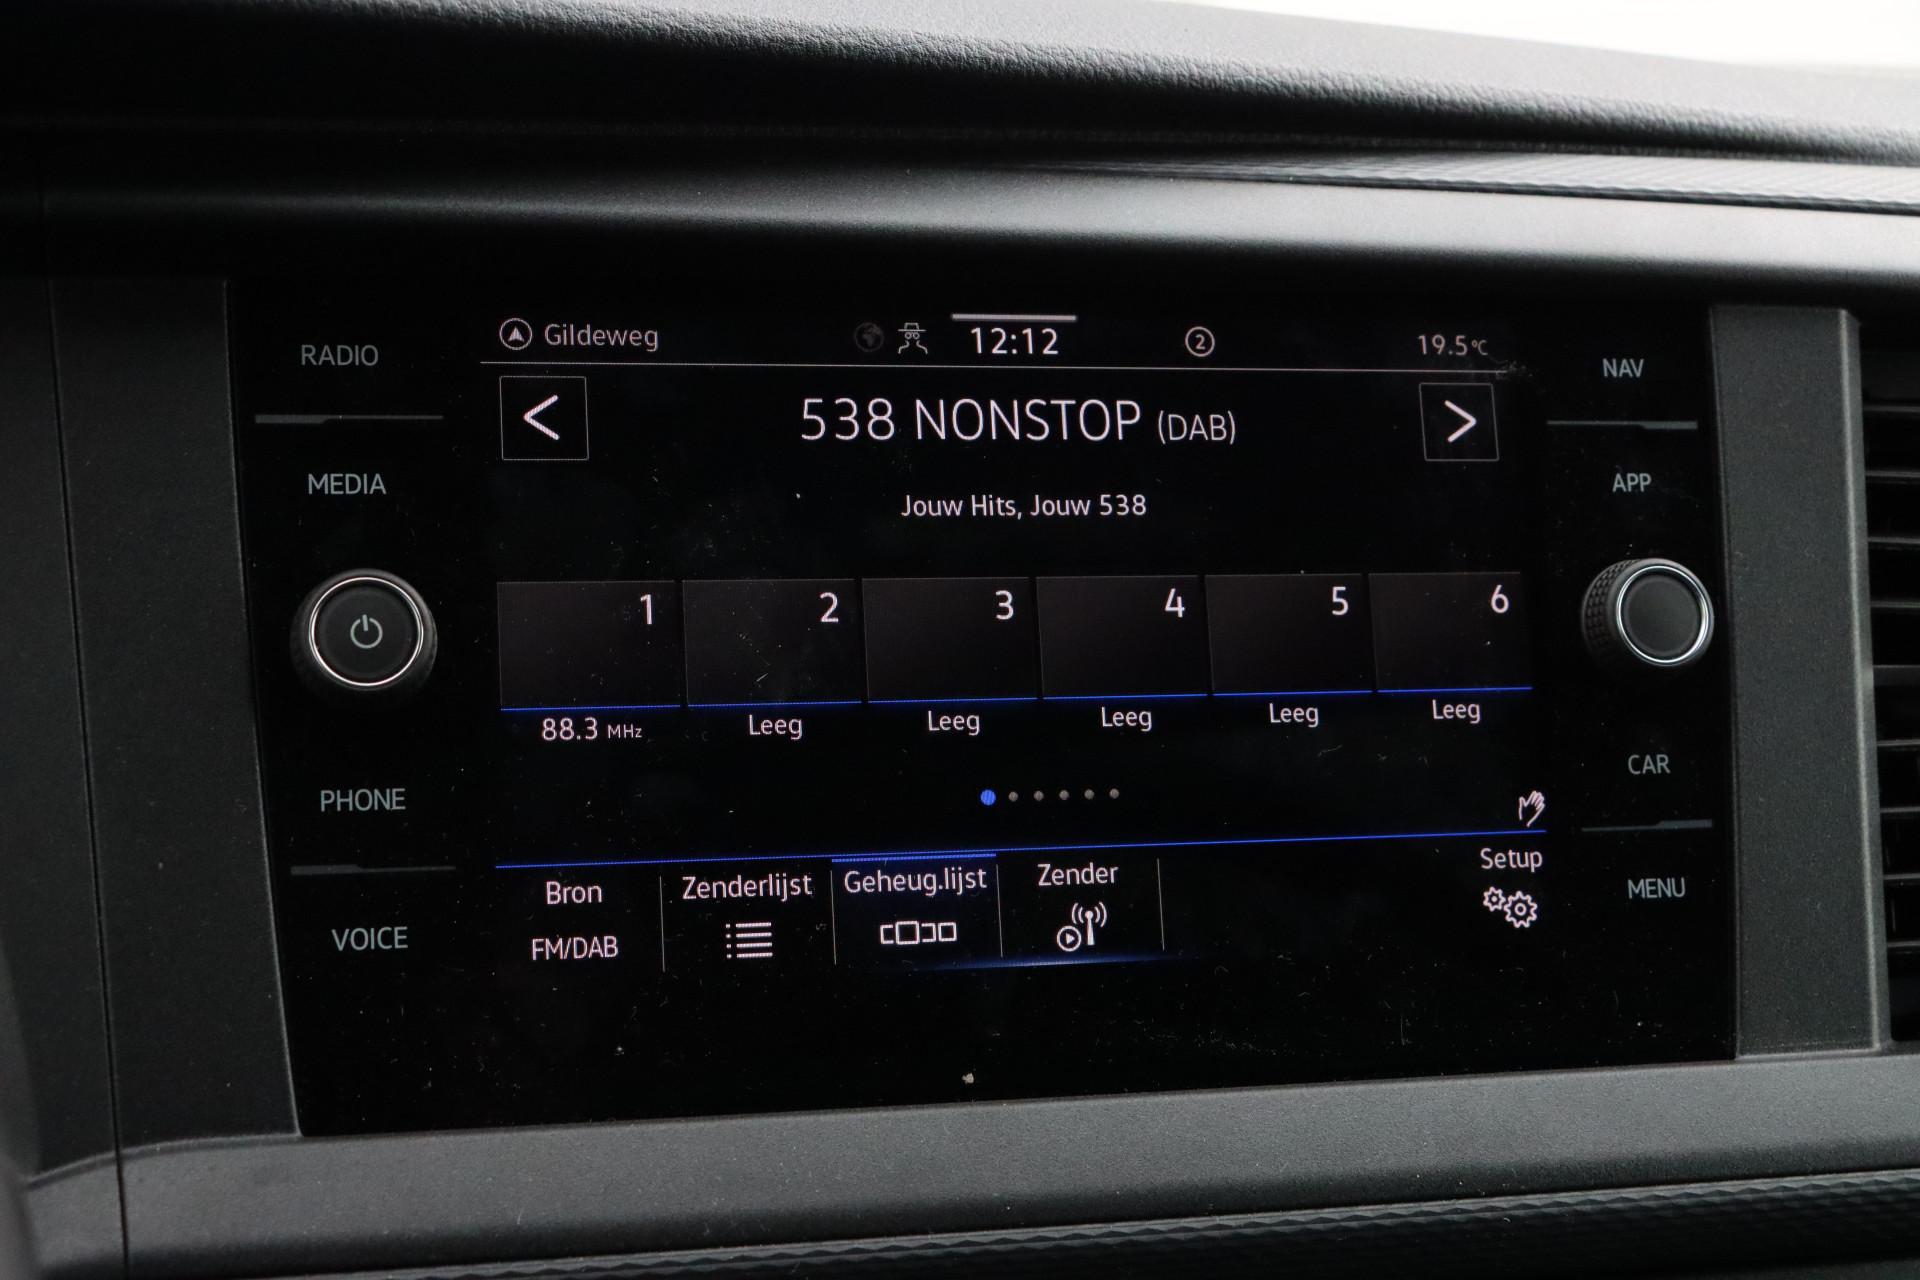 RADIO
MEDIA
PHONE
VOICE
Gildeweg
12:12
2
19.5°C
< 538 NONSTOP (DAB) >
Jouw Hits, Jouw 538
1 2 3 4 5 6
88.3 MHz Leeg Leeg Leeg Leeg Leeg
Bron Zenderlijst Geheug.lijst Zender Setup
FM/DAB
NAV
APP
CAR
MENU